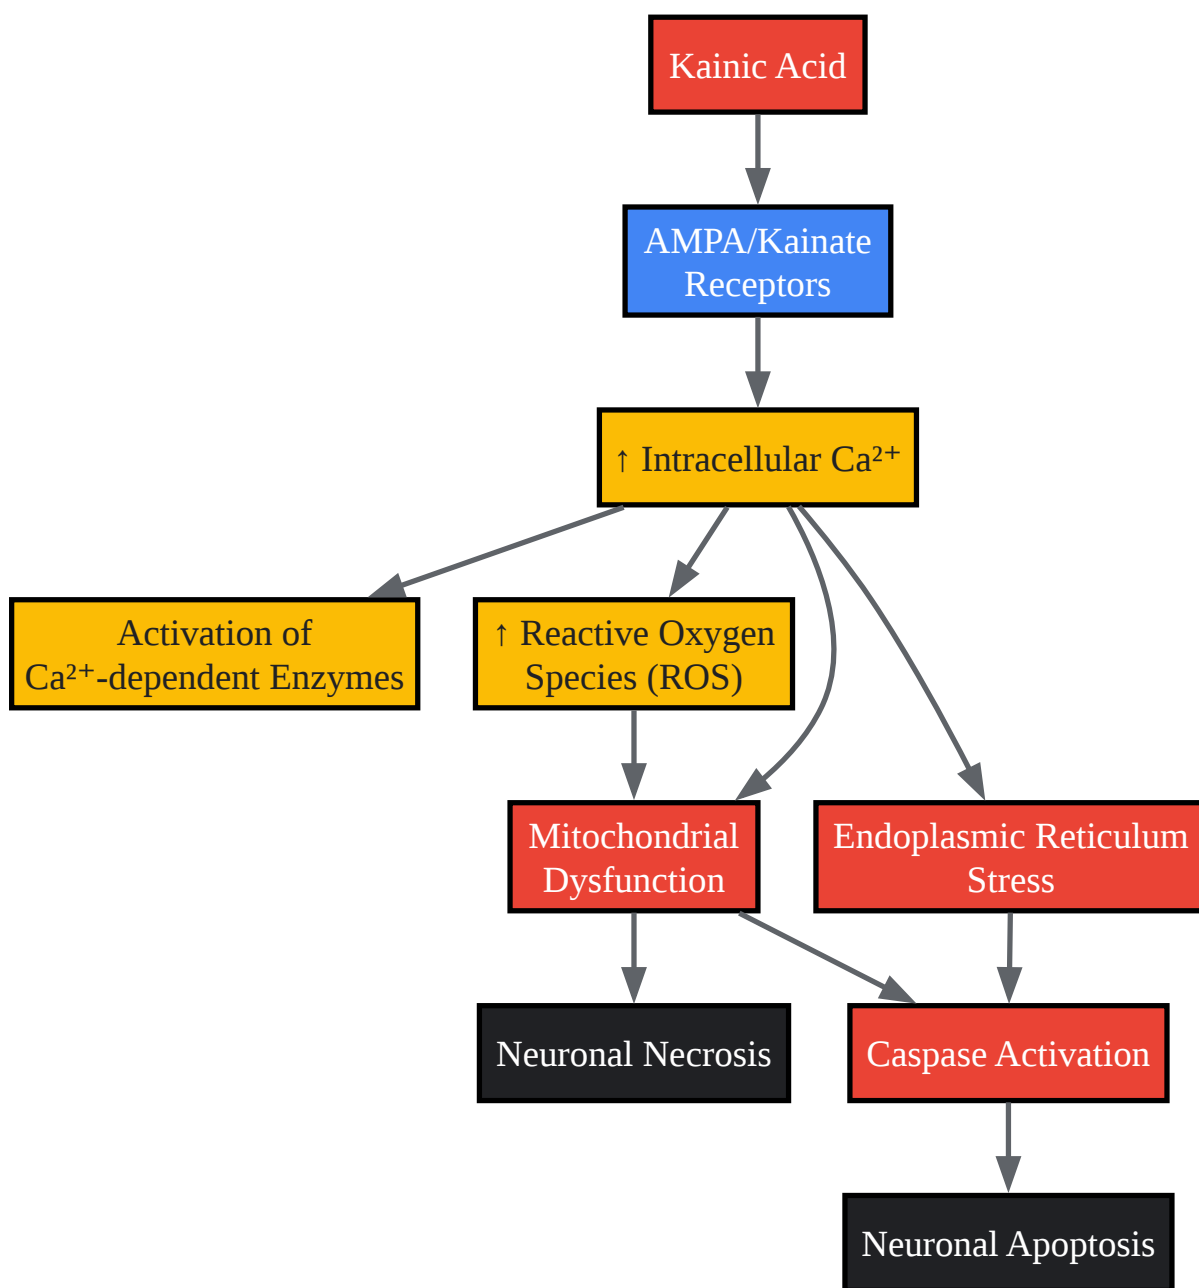 Kainic Acid
AMPA/Kainate
Receptors
↑ Intracellular Ca²⁺
Activation of
Ca²⁺-dependent Enzymes
↑ Reactive Oxygen
Species (ROS)
Mitochondrial
Dysfunction
Endoplasmic Reticulum
Stress
Neuronal Necrosis
Caspase Activation
Neuronal Apoptosis